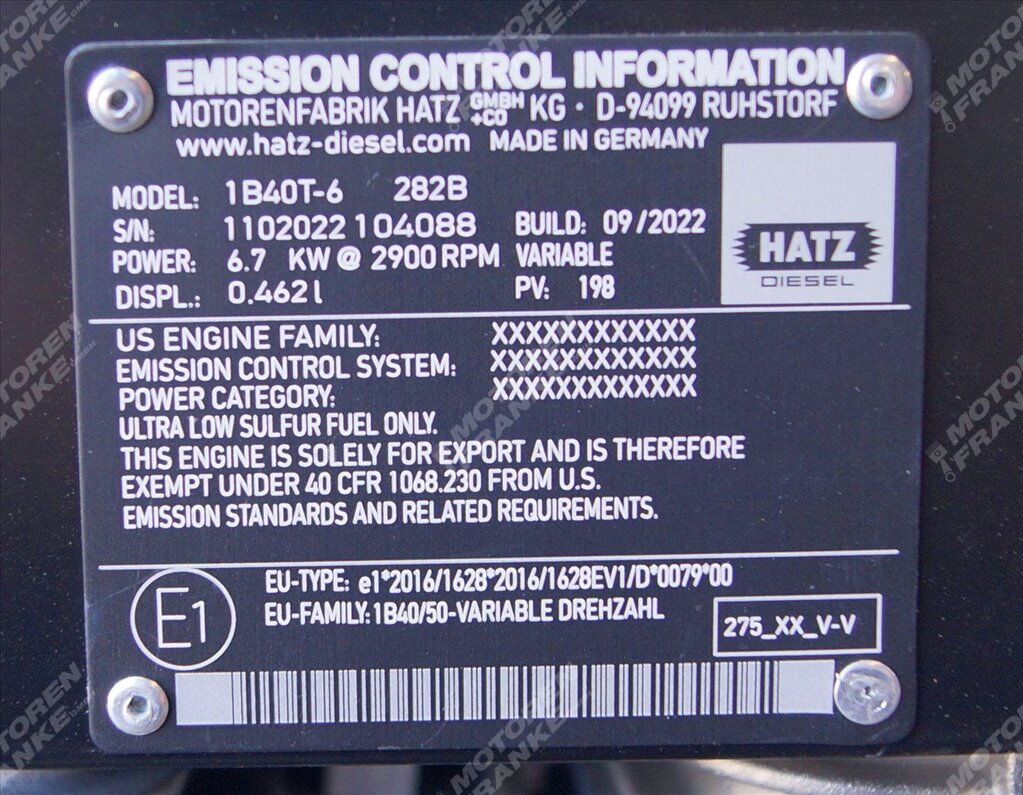 EMISSION CONTROL INFORMATION
MOTORENFABRIK HATZ GMBH +CO KG · D-94099 RUHSTORF
www.hatz-diesel.com MADE IN GERMANY
MODEL: 1B40T-6 282B
S/N: 1102022 104088 BUILD: 09/2022
POWER: 6.7 KW @ 2900 RPM VARIABLE
DISPL.: 0.462 l PV: 198
HATZ
DIESEL
US ENGINE FAMILY: XXXXXXXXXXXX
EMISSION CONTROL SYSTEM: XXXXXXXXXXXX
POWER CATEGORY: XXXXXXXXXXXXX
ULTRA LOW SULFUR FUEL ONLY.
THIS ENGINE IS SOLELY FOR EXPORT AND IS THEREFORE
EXEMPT UNDER 40 CFR 1068.230 FROM U.S.
EMISSION STANDARDS AND RELATED REQUIREMENTS.
E1
EU-TYPE: e1*2016/1628*2016/1628EV1/D*0079*00
EU-FAMILY: 1B40/50-VARIABLE DREHZAHL
275_XX_V-V
MOTOREN
FRANKE GMBH